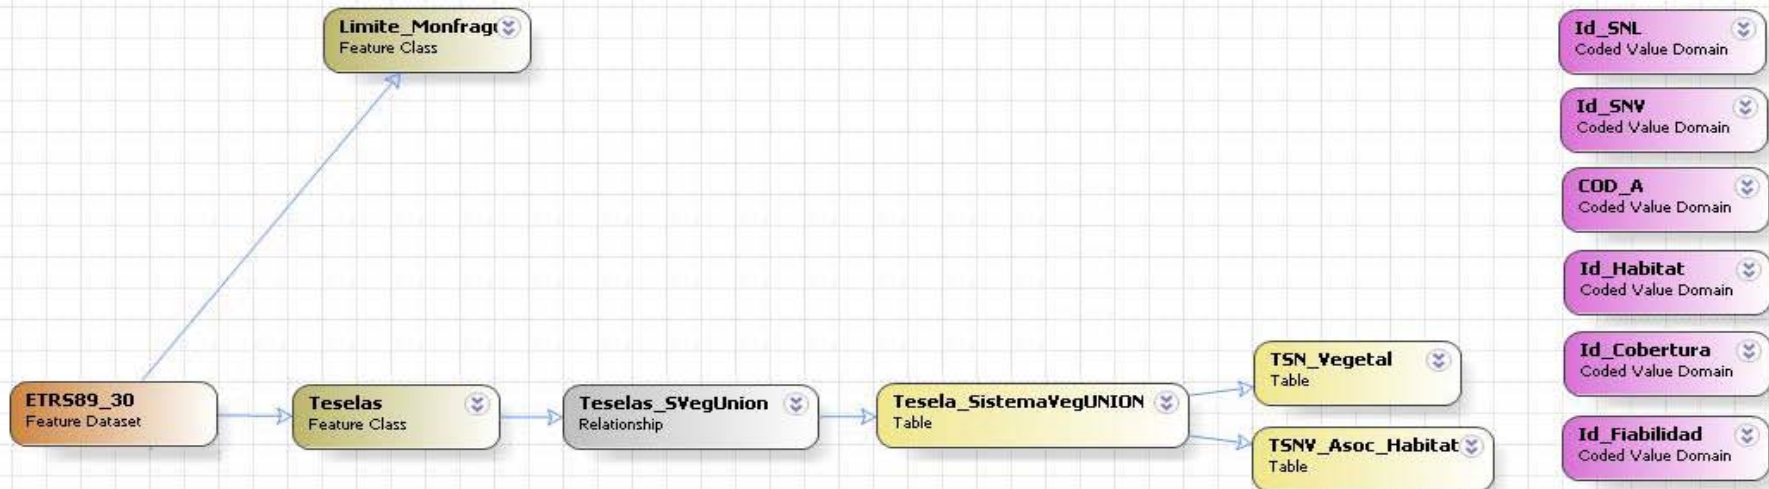 Limite_Monfragu
Feature Class
ETRS89_30
Feature Dataset
Teselas
Feature Class
Teselas_SVegUnion
Relationship
Tesela_SistemaVegUNION
Table
TSN_Vegetal
Table
TSNV_Asoc_Habitat
Table
Id_SNL
Coded Value Domain
Id_SNV
Coded Value Domain
COD_A
Coded Value Domain
Id_Habitat
Coded Value Domain
Id_Cobertura
Coded Value Domain
Id_Fiabilidad
Coded Value Domain